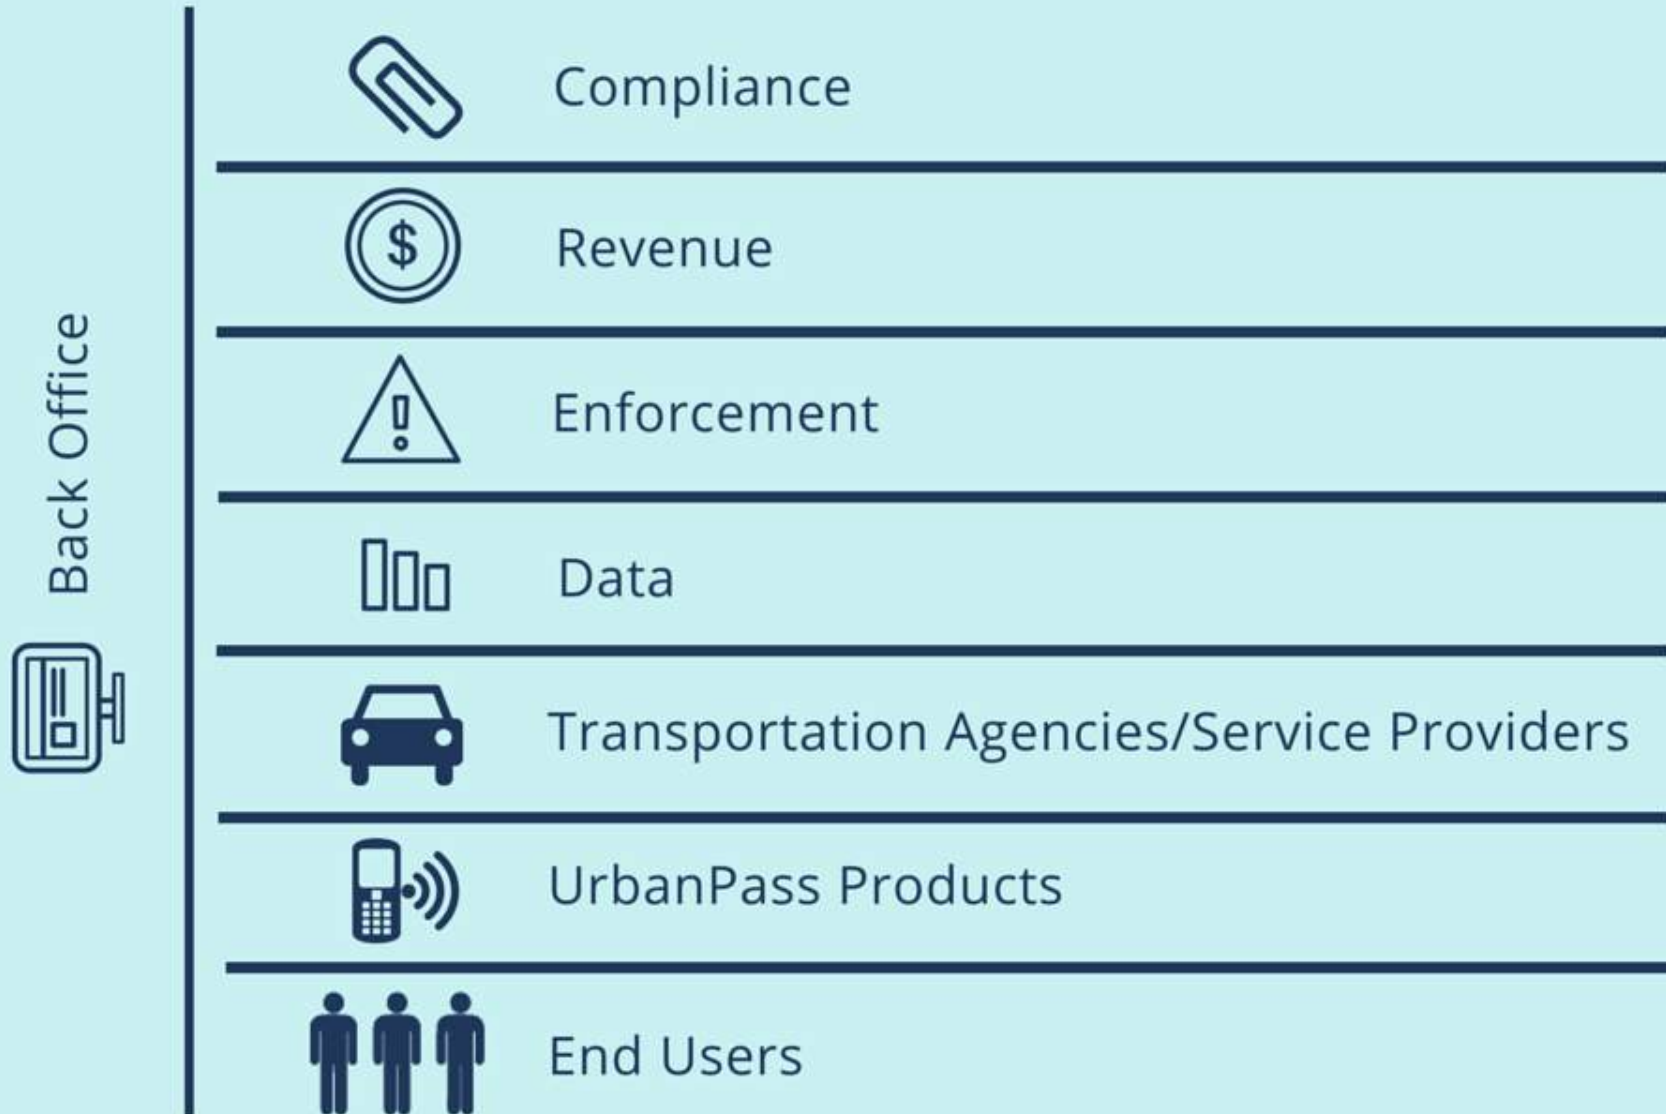 Back Office
Compliance
$
Revenue
!
Enforcement
Data
Transportation Agencies/Service Providers
UrbanPass Products
End Users